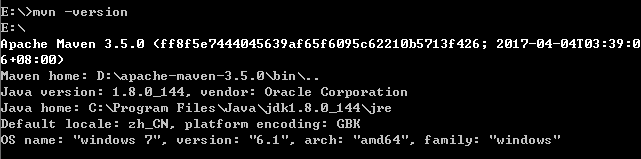 E:\>mvn -version
E:\
Apache Maven 3.5.0 (ff8f5e7444045639af65f6095c62210b5713f426; 2017-04-04T03:39:0
6+08:00)
Maven home: D:\apache-maven-3.5.0\bin\..
Java version: 1.8.0_144, vendor: Oracle Corporation
Java home: C:\Program Files\Java\jdk1.8.0_144\jre
Default locale: zh_CN, platform encoding: GBK
OS name: "windows 7", version: "6.1", arch: "amd64", family: "windows"